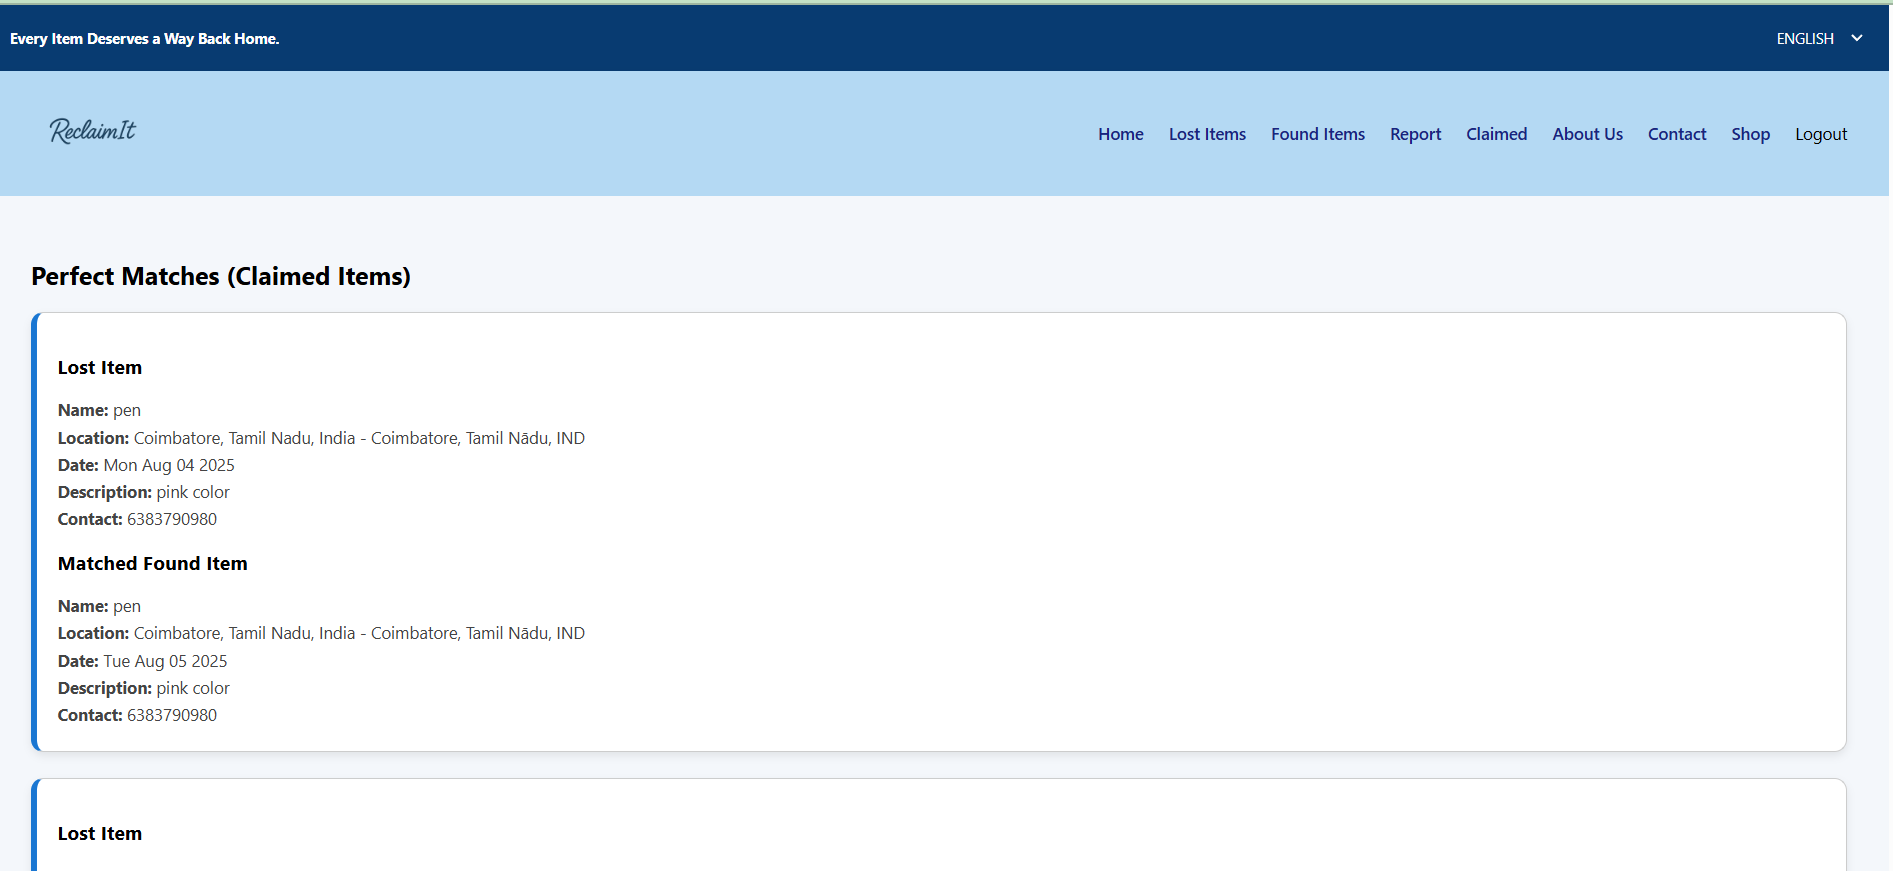 Every Item Deserves a Way Back Home.
ENGLISH
ReclaimIt
Home Lost Items Found Items Report Claimed About Us Contact Shop Logout
Perfect Matches (Claimed Items)
Lost Item
Name: pen
Location: Coimbatore, Tamil Nadu, India - Coimbatore, Tamil Nādu, IND
Date: Mon Aug 04 2025
Description: pink color
Contact: 6383790980
Matched Found Item
Name: pen
Location: Coimbatore, Tamil Nadu, India - Coimbatore, Tamil Nādu, IND
Date: Tue Aug 05 2025
Description: pink color
Contact: 6383790980
Lost Item